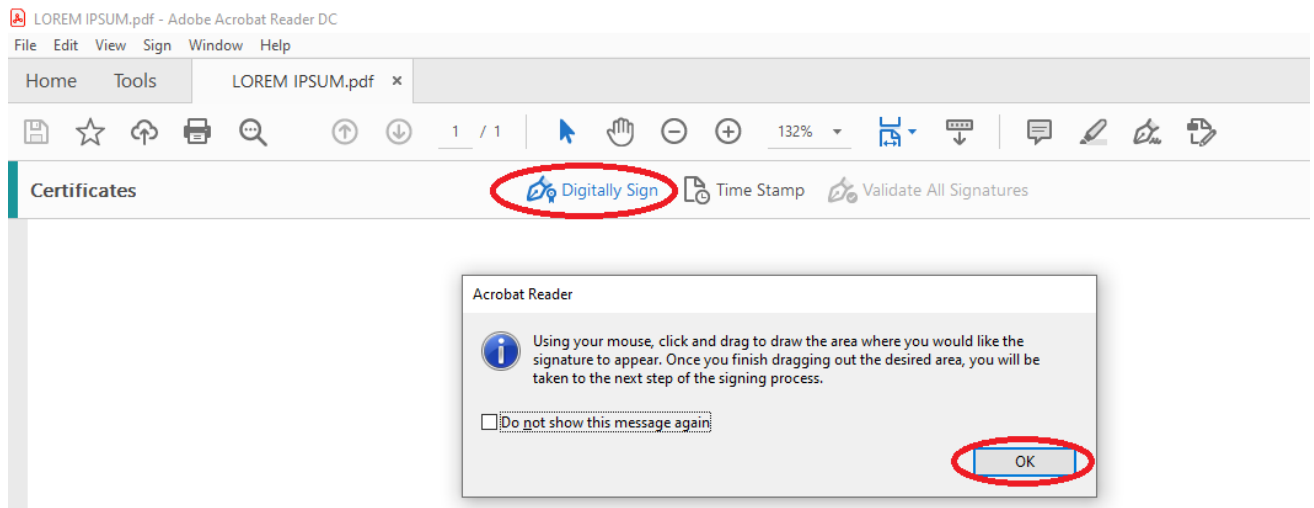 LOREM IPSUM.pdf - Adobe Acrobat Reader DC
File Edit View Sign Window Help
Home Tools LOREM IPSUM.pdf ×
1 / 1 132%
Certificates Digitally Sign Time Stamp Validate All Signatures
Acrobat Reader
Using your mouse, click and drag to draw the area where you would like the
signature to appear. Once you finish dragging out the desired area, you will be
taken to the next step of the signing process.
Do not show this message again
OK